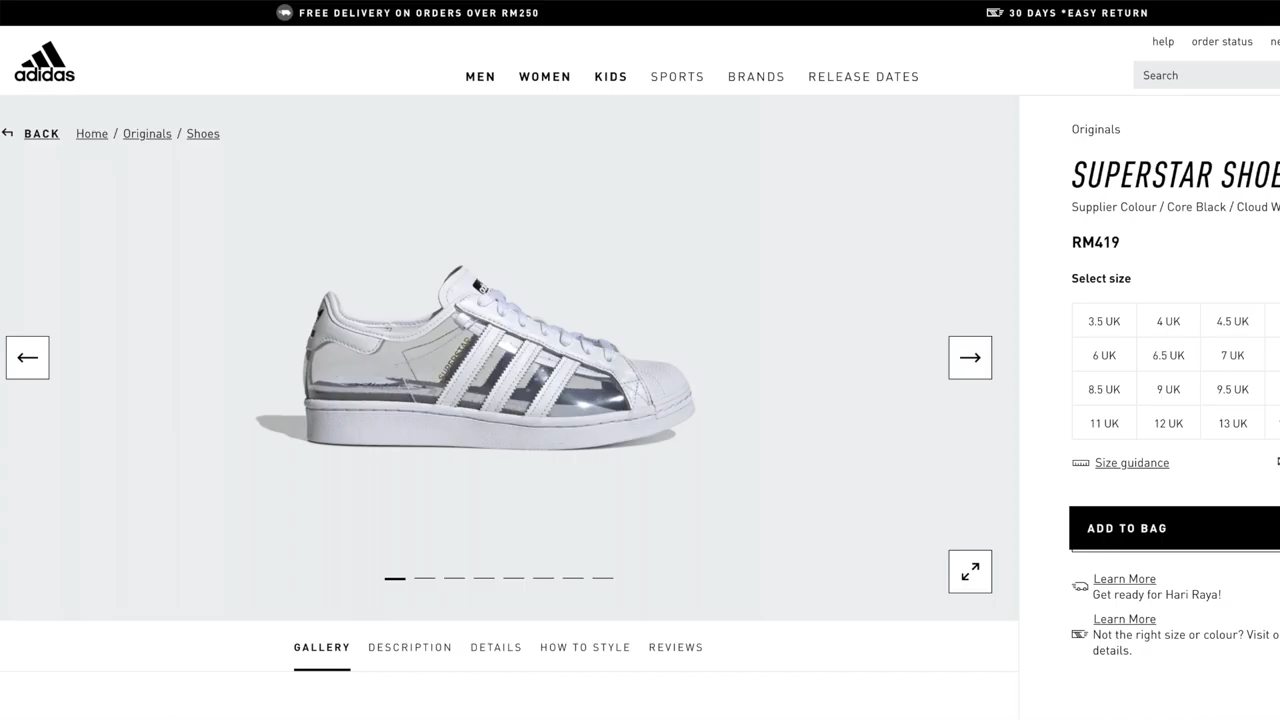 FREE DELIVERY ON ORDERS OVER RM250
30 DAYS *EASY RETURN
help order status ne
adidas
MEN WOMEN KIDS SPORTS BRANDS RELEASE DATES
Search
BACK Home / Originals / Shoes
Originals
SUPERSTAR SHOE
Supplier Colour / Core Black / Cloud W
RM419
Select size
3.5 UK 4 UK 4.5 UK
6 UK 6.5 UK 7 UK
8.5 UK 9 UK 9.5 UK
11 UK 12 UK 13 UK
Size guidance
ADD TO BAG
Learn More
Get ready for Hari Raya!
Learn More
Not the right size or colour? Visit o
details.
SUPERSTAR
GALLERY DESCRIPTION DETAILS HOW TO STYLE REVIEWS